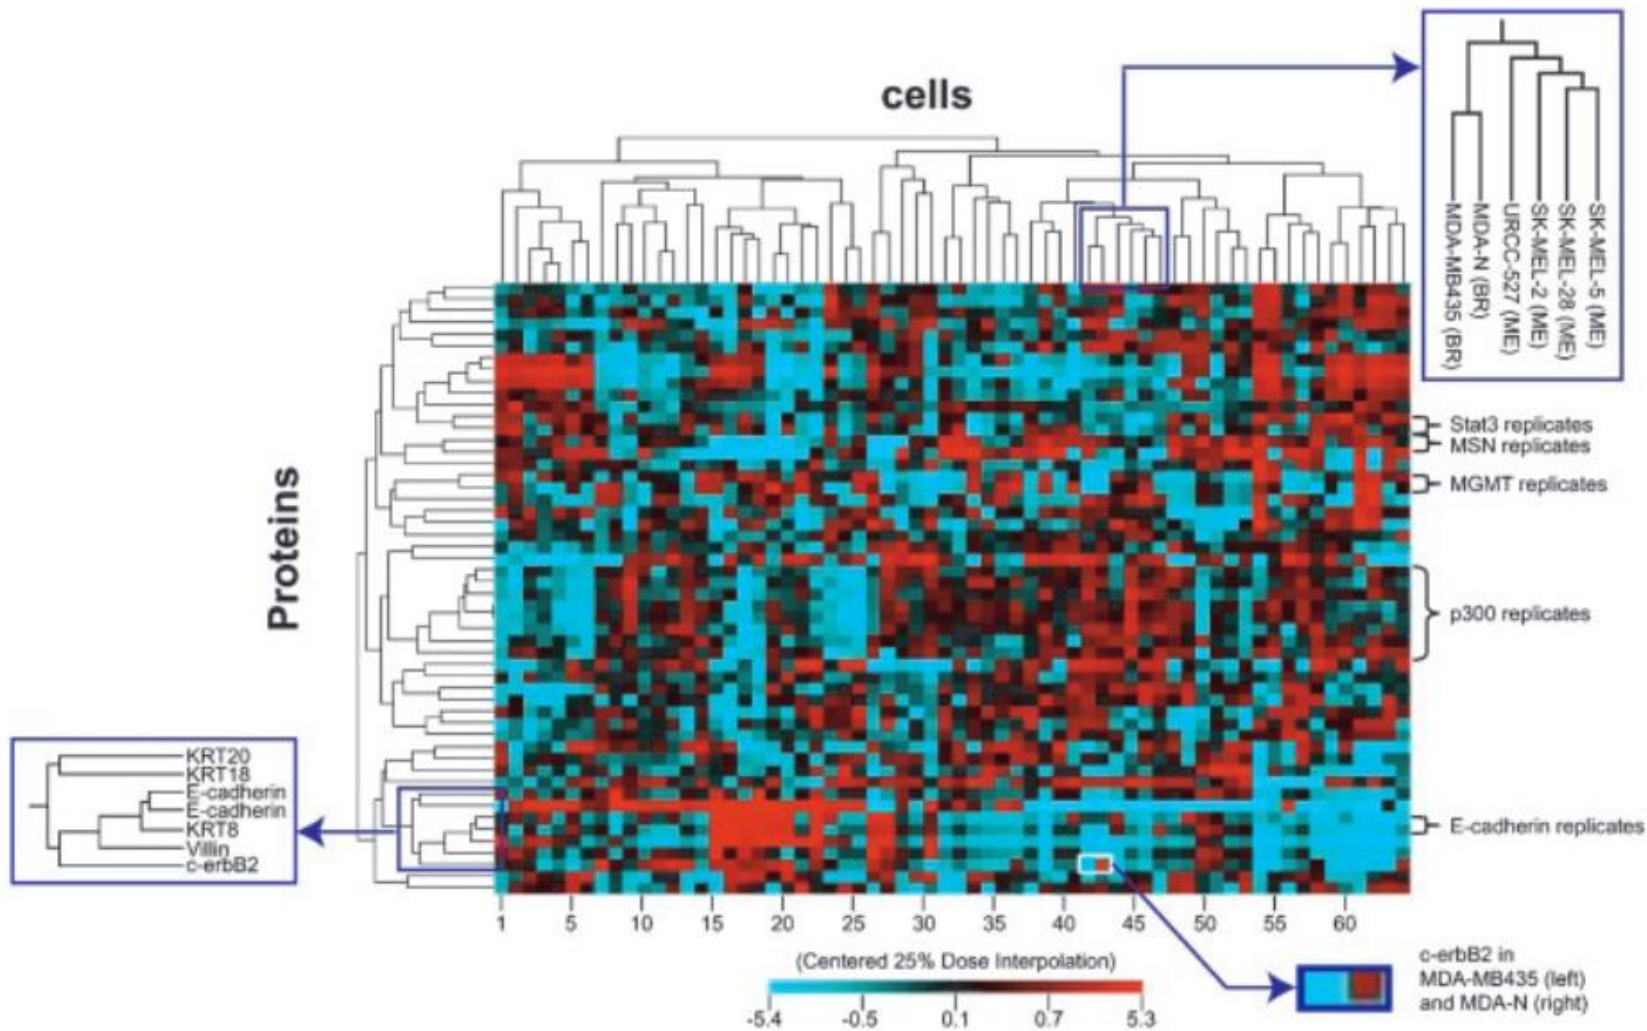 cells
MDA-MB435 (BR)
MDA-N (BR)
URCC-527 (ME)
SK-MEL-2 (ME)
SK-MEL-28 (ME)
SK-MEL-5 (ME)
Proteins
Stat3 replicates
MSN replicates
MGMT replicates
p300 replicates
E-cadherin replicates
KRT20
KRT18
E-cadherin
E-cadherin
KRT8
Villin
c-erbB2
1 5 10 15 20 25 30 35 40 45 50 55 60
(Centered 25% Dose Interpolation)
-5.4 -0.5 0.1 0.7 5.3
c-erbB2 in
MDA-MB435 (left)
and MDA-N (right)